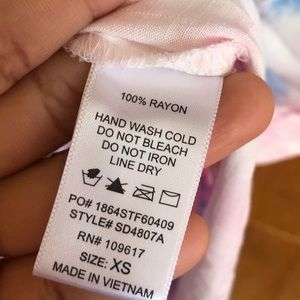 100% RAYON
HAND WASH COLD
DO NOT BLEACH
DO NOT IRON
LINE DRY
PO# 1864STF60409
STYLE# SD4807A
RN# 109617
SIZE: XS
MADE IN VIETNAM